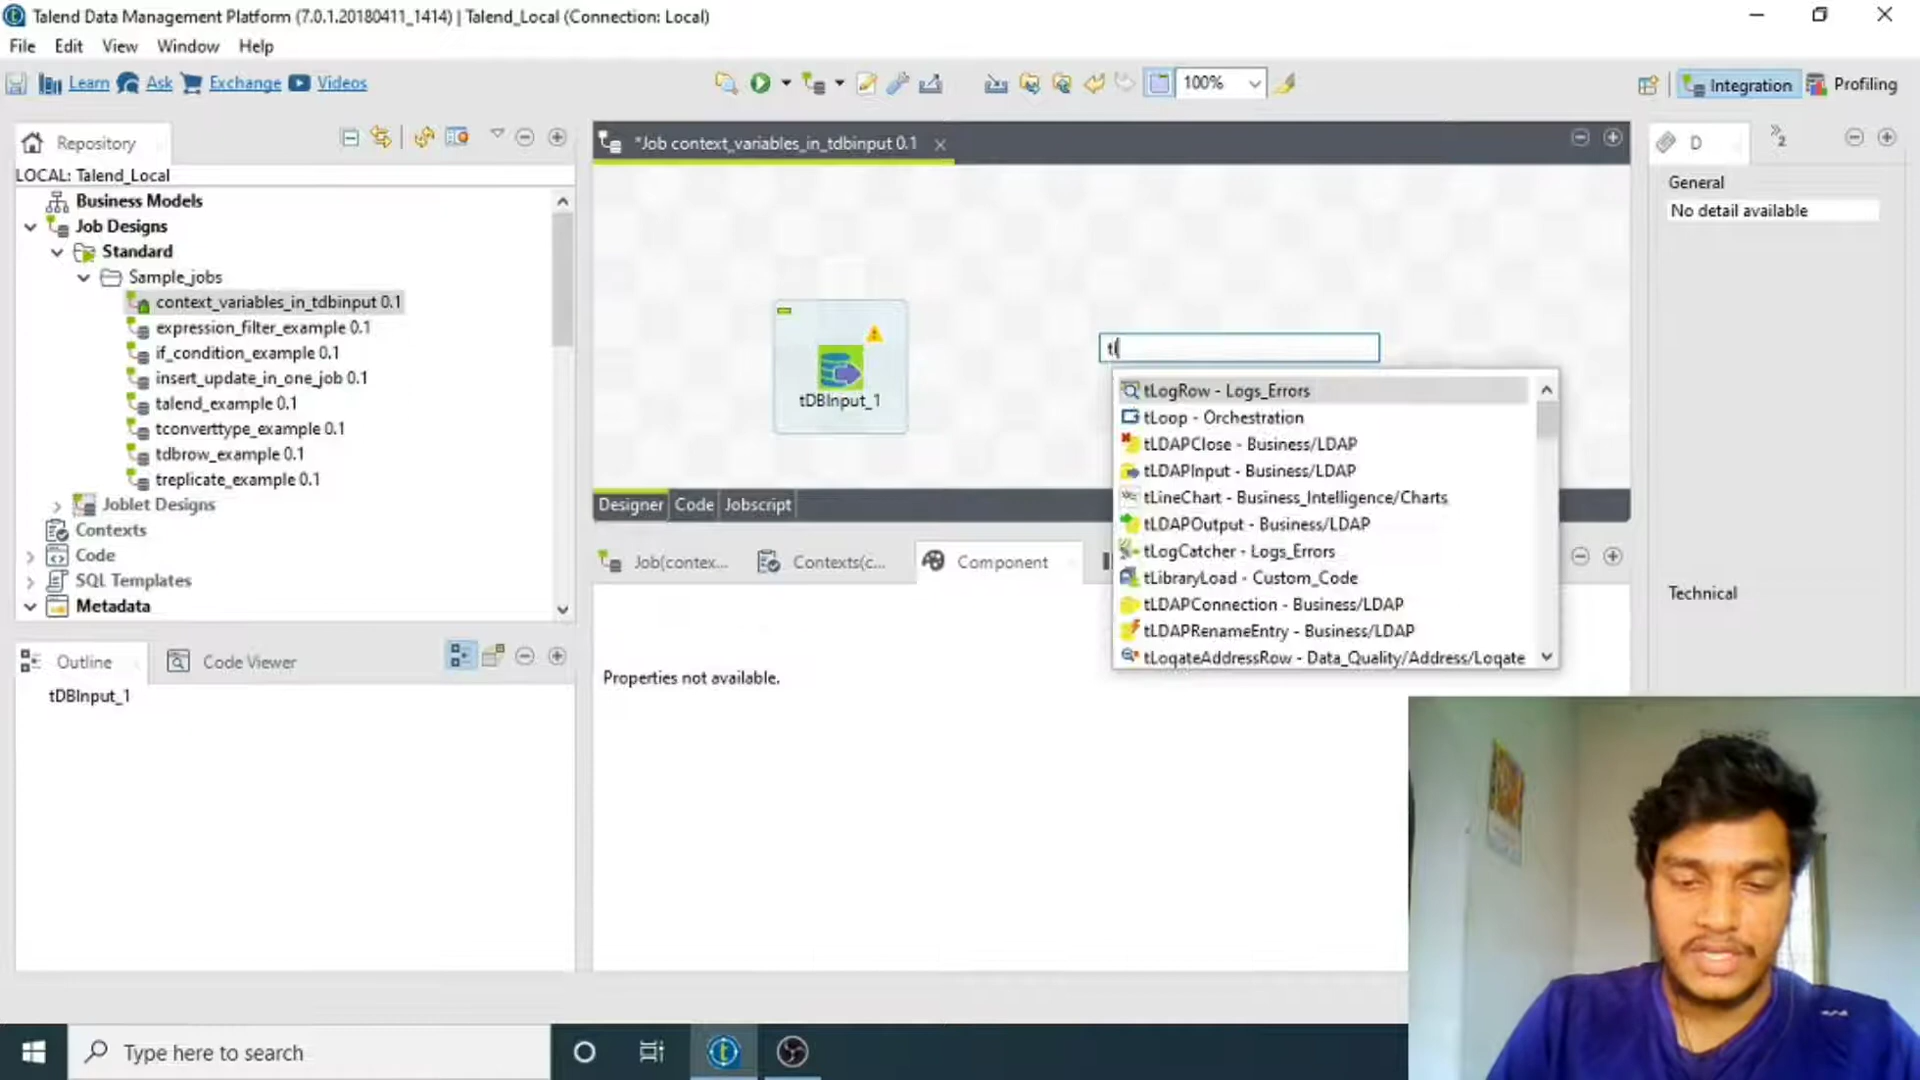 Talend Data Management Platform (7.0.1.20180411_1414) | Talend_Local (Connection: Local)
File Edit View Window Help
Learn Ask Exchange Videos
100%
Integration Profiling
Repository
*Job context_variables_in_tdbinput 0.1
D
2
LOCAL: Talend_Local
Business Models
Job Designs
Standard
Sample_jobs
context_variables_in_tdbinput 0.1
expression_filter_example 0.1
if_condition_example 0.1
insert_update_in_one_job 0.1
talend_example 0.1
tconverttype_example 0.1
tdbrow_example 0.1
treplicate_example 0.1
Joblet Designs
Contexts
Code
SQL Templates
Metadata
tDBInput_1
tl
tLogRow - Logs_Errors
tLoop - Orchestration
tLDAPClose - Business/LDAP
tLDAPInput - Business/LDAP
tLineChart - Business_Intelligence/Charts
tLDAPOutput - Business/LDAP
tLogCatcher - Logs_Errors
tLibraryLoad - Custom_Code
tLDAPConnection - Business/LDAP
tLDAPRenameEntry - Business/LDAP
tLoqateAddressRow - Data_Quality/Address/Loqate
Designer Code Jobscript
Job(contex... Contexts(c... Component
Properties not available.
General
No detail available
Technical
Outline Code Viewer
tDBInput_1
Type here to search